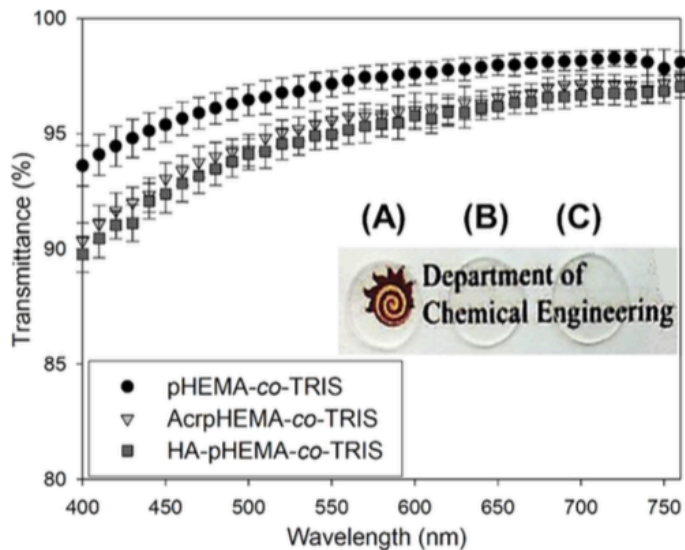 100
95
90
85
80
Transmittance (%)
(A) (B) (C)
Department of
Chemical Engineering
pHEMA-co-TRIS
AcrpHEMA-co-TRIS
HA-pHEMA-co-TRIS
400 450 500 550 600 650 700 750
Wavelength (nm)